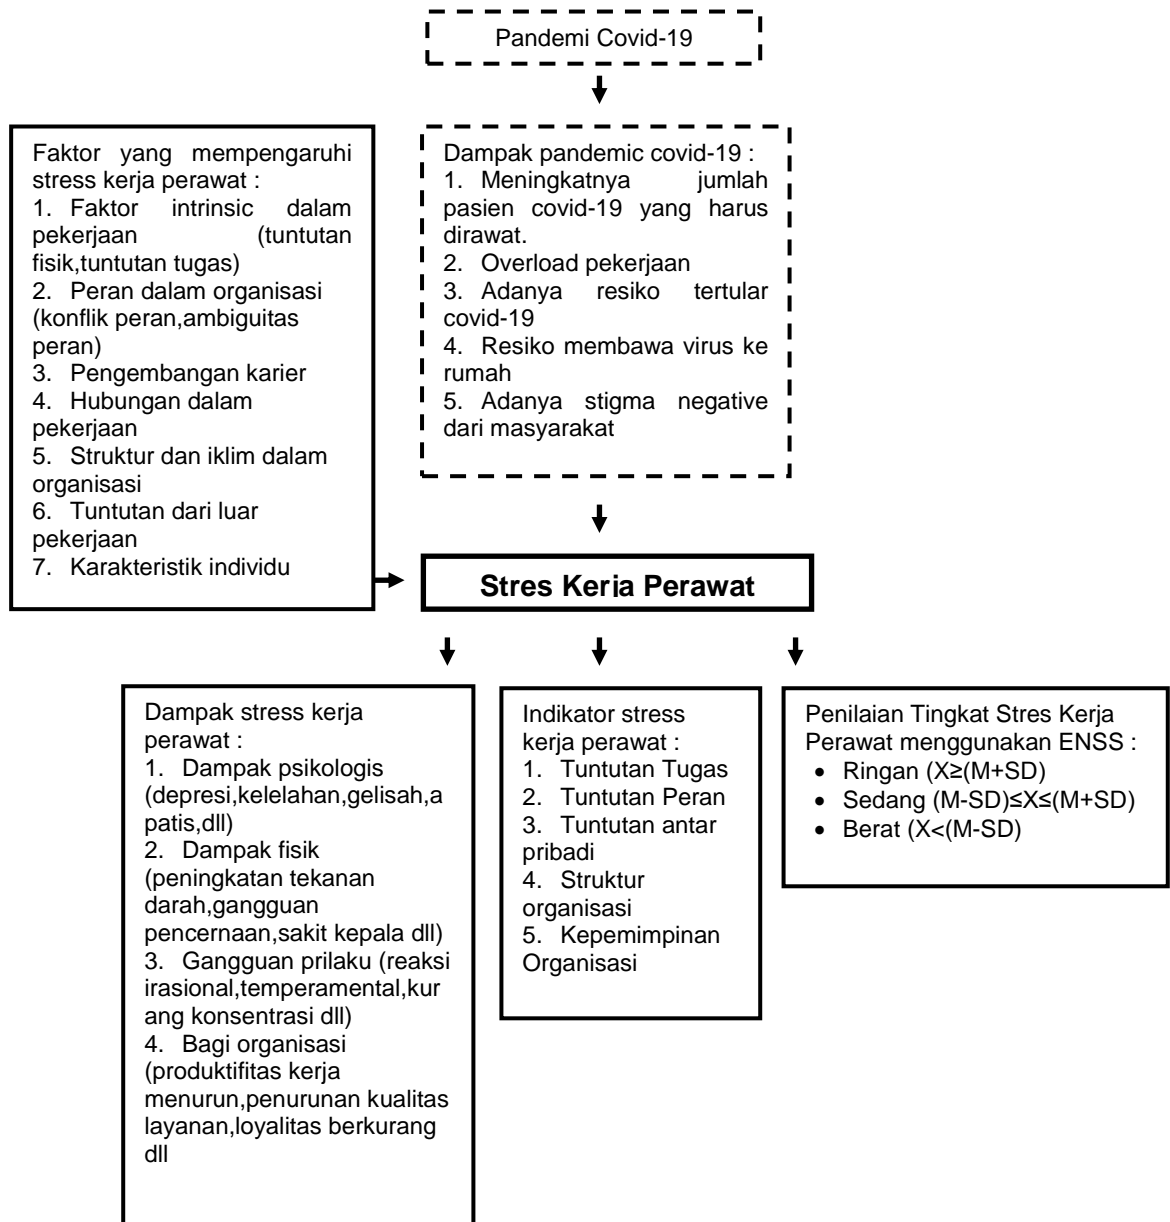 Pandemi Covid-19
Faktor yang mempengaruhi
stress kerja perawat :
1. Faktor intrinsic dalam
pekerjaan (tuntutan
fisik,tuntutan tugas)
2. Peran dalam organisasi
(konflik peran,ambiguitas
peran)
3. Pengembangan karier
4. Hubungan dalam
pekerjaan
5. Struktur dan iklim dalam
organisasi
6. Tuntutan dari luar
pekerjaan
7. Karakteristik individu
Dampak pandemic covid-19 :
1. Meningkatnya jumlah
pasien covid-19 yang harus
dirawat.
2. Overload pekerjaan
3. Adanya resiko tertular
covid-19
4. Resiko membawa virus ke
rumah
5. Adanya stigma negative
dari masyarakat
Stres Kerja Perawat
Dampak stress kerja
perawat :
1. Dampak psikologis
(depresi,kelelahan,gelisah,a
patis,dll)
2. Dampak fisik
(peningkatan tekanan
darah,gangguan
pencernaan,sakit kepala dll)
3. Gangguan prilaku (reaksi
irasional,temperamental,kur
ang konsentrasi dll)
4. Bagi organisasi
(produktifitas kerja
menurun,penurunan kualitas
layanan,loyalitas berkurang
dll
Indikator stress
kerja perawat :
1. Tuntutan Tugas
2. Tuntutan Peran
3. Tuntutan antar
pribadi
4. Struktur
organisasi
5. Kepemimpinan
Organisasi
Penilaian Tingkat Stres Kerja
Perawat menggunakan ENSS :
• Ringan (X≥(M+SD)
• Sedang (M-SD)≤X≤(M+SD)
• Berat (X<(M-SD)